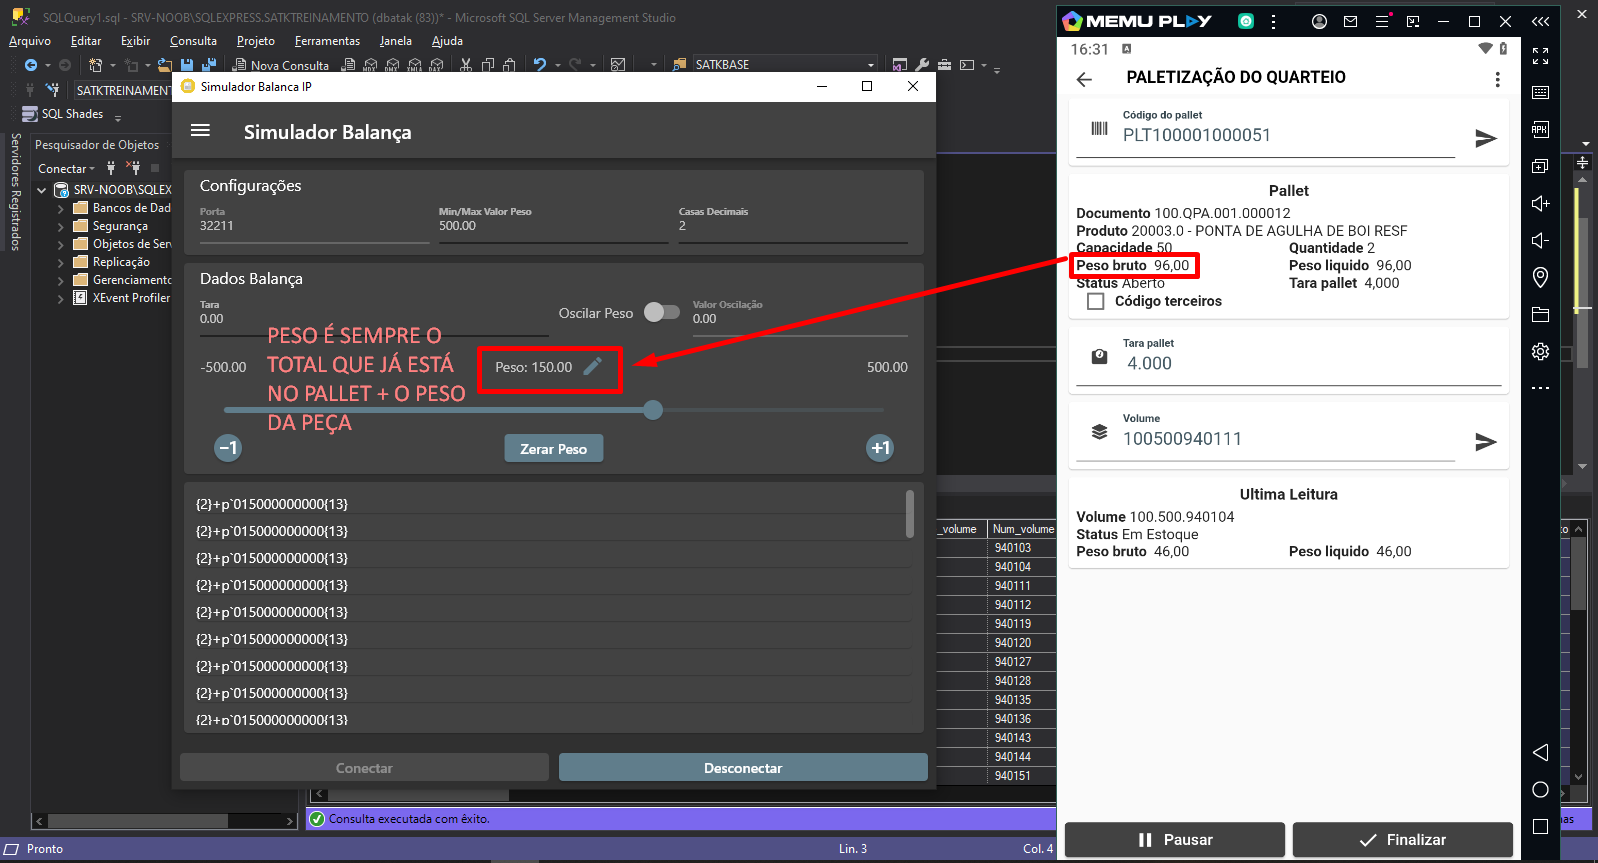 SQLQuery1.sql - SRV-NOOB\SQLEXPRESS.SATKTREINAMENTO (dbatak (83))* - Microsoft SQL Server Management Studio
Arquivo Editar Exibir Consulta Projeto Ferramentas Janela Ajuda
Nova Consulta
MDX DMX XMLA DAX
SATKBASE
SATKTREINAMENT
SQL Shades
Servidores Registrados
Pesquisador de Objetos
Conectar
SRV-NOOB\SQLEX
Bancos de Dad
Segurança
Objetos de Serv
Replicação
Gerenciamento
XEvent Profiler
Simulador Balanca IP
Simulador Balança
Configurações
Porta
32211
Min/Max Valor Peso
500.00
Casas Decimais
2
Dados Balança
Tara
0.00
Oscilar Peso
Valor Oscilação
0.00
PESO É SEMPRE O
TOTAL QUE JÁ ESTÁ
NO PALLET + O PESO
DA PEÇA
-500.00
Peso: 150.00
500.00
−1
Zerar Peso
+1
{2}+p`015000000000{13}
{2}+p`015000000000{13}
{2}+p`015000000000{13}
{2}+p`015000000000{13}
{2}+p`015000000000{13}
{2}+p`015000000000{13}
{2}+p`015000000000{13}
{2}+p`015000000000{13}
{2}+p`015000000000{13}
Conectar
Desconectar
_volume Num_volume
940103
940104
940111
940112
940119
940120
940127
940128
940135
940136
940143
940144
940151
Consulta executada com êxito.
nas
Pronto
Lin. 3
Col. 4
MEMU PLAY
16:31
PALETIZAÇÃO DO QUARTEIO
Código do pallet
PLT100001000051
Pallet
Documento 100.QPA.001.000012
Produto 20003.0 - PONTA DE AGULHA DE BOI RESF
Capacidade 50 Quantidade 2
Peso bruto 96,00 Peso liquido 96,00
Status Aberto Tara pallet 4,000
Código terceiros
Tara pallet
4.000
Volume
100500940111
Ultima Leitura
Volume 100.500.940104
Status Em Estoque
Peso bruto 46,00 Peso liquido 46,00
Pausar
Finalizar
APK